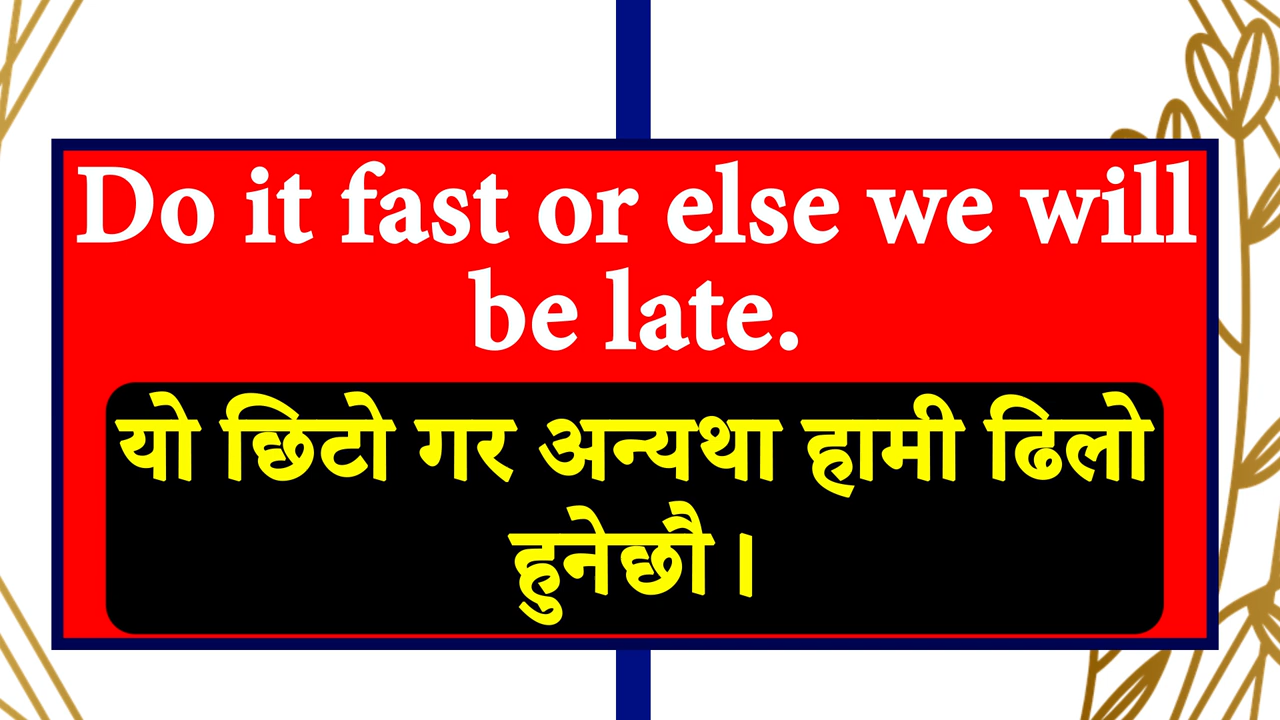 Do it fast or else we will
be late.
यो छिटो गर अन्यथा हामी ढिलो
हुनेछौ ।